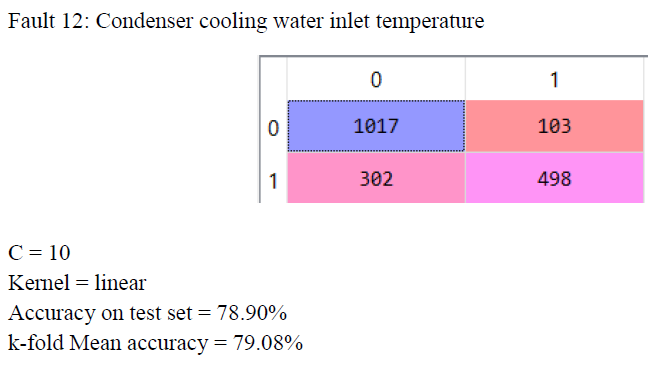 Fault 12: Condenser cooling water inlet temperature
0 1
0 1017 103
1 302 498
C = 10
Kernel = linear
Accuracy on test set = 78.90%
k-fold Mean accuracy = 79.08%